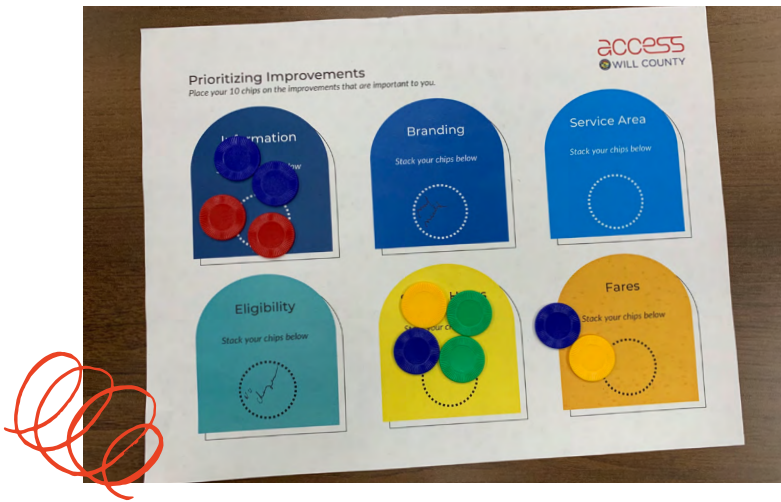 access
WILL COUNTY
Prioritizing Improvements
Place your 10 chips on the improvements that are important to you.
Branding
Stack your chips below
Service Area
Stack your chips below
Eligibility
Stack your chips below
Fares
Stack your chips below